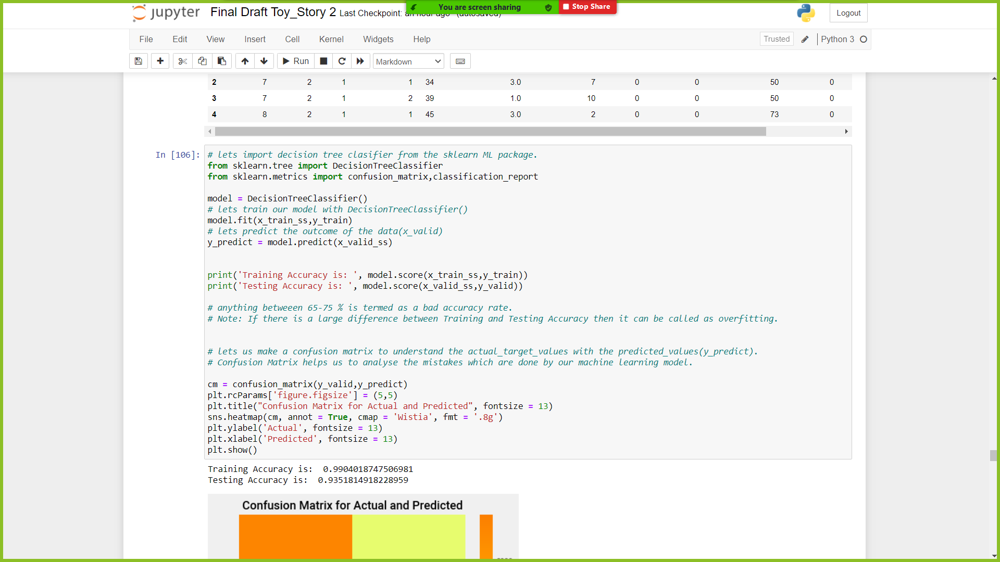 jupyter Final Draft Toy_Story 2 Last Checkpoint: an hour ago (autosaved)
You are screen sharing
Stop Share
Logout
File Edit View Insert Cell Kernel Widgets Help
Trusted Python 3
Run Markdown
2 7 2 1 1 34 3.0 7 0 0 50 0
3 7 2 1 2 39 1.0 10 0 0 50 0
4 8 2 1 1 45 3.0 2 0 0 73 0
In [106]:
# lets import decision tree clasifier from the sklearn ML package.
from sklearn.tree import DecisionTreeClassifier
from sklearn.metrics import confusion_matrix,classification_report
model = DecisionTreeClassifier()
# lets train our model with DecisionTreeClassifier()
model.fit(x_train_ss,y_train)
# lets predict the outcome of the data(x_valid)
y_predict = model.predict(x_valid_ss)
print('Training Accuracy is: ', model.score(x_train_ss,y_train))
print('Testing Accuracy is: ', model.score(x_valid_ss,y_valid))
# anything betweeen 65-75 % is termed as a bad accuracy rate.
# Note: If there is a large difference between Training and Testing Accuracy then it can be called as overfitting.
# lets us make a confusion matrix to understand the actual_target_values with the predicted_values(y_predict).
# Confusion Matrix helps us to analyse the mistakes which are done by our machine learning model.
cm = confusion_matrix(y_valid,y_predict)
plt.rcParams['figure.figsize'] = (5,5)
plt.title("Confusion Matrix for Actual and Predicted", fontsize = 13)
sns.heatmap(cm, annot = True, cmap = 'Wistia', fmt = '.8g')
plt.ylabel('Actual', fontsize = 13)
plt.xlabel('Predicted', fontsize = 13)
plt.show()
Training Accuracy is:  0.9904018747506981
Testing Accuracy is:  0.9351814918228959
Confusion Matrix for Actual and Predicted